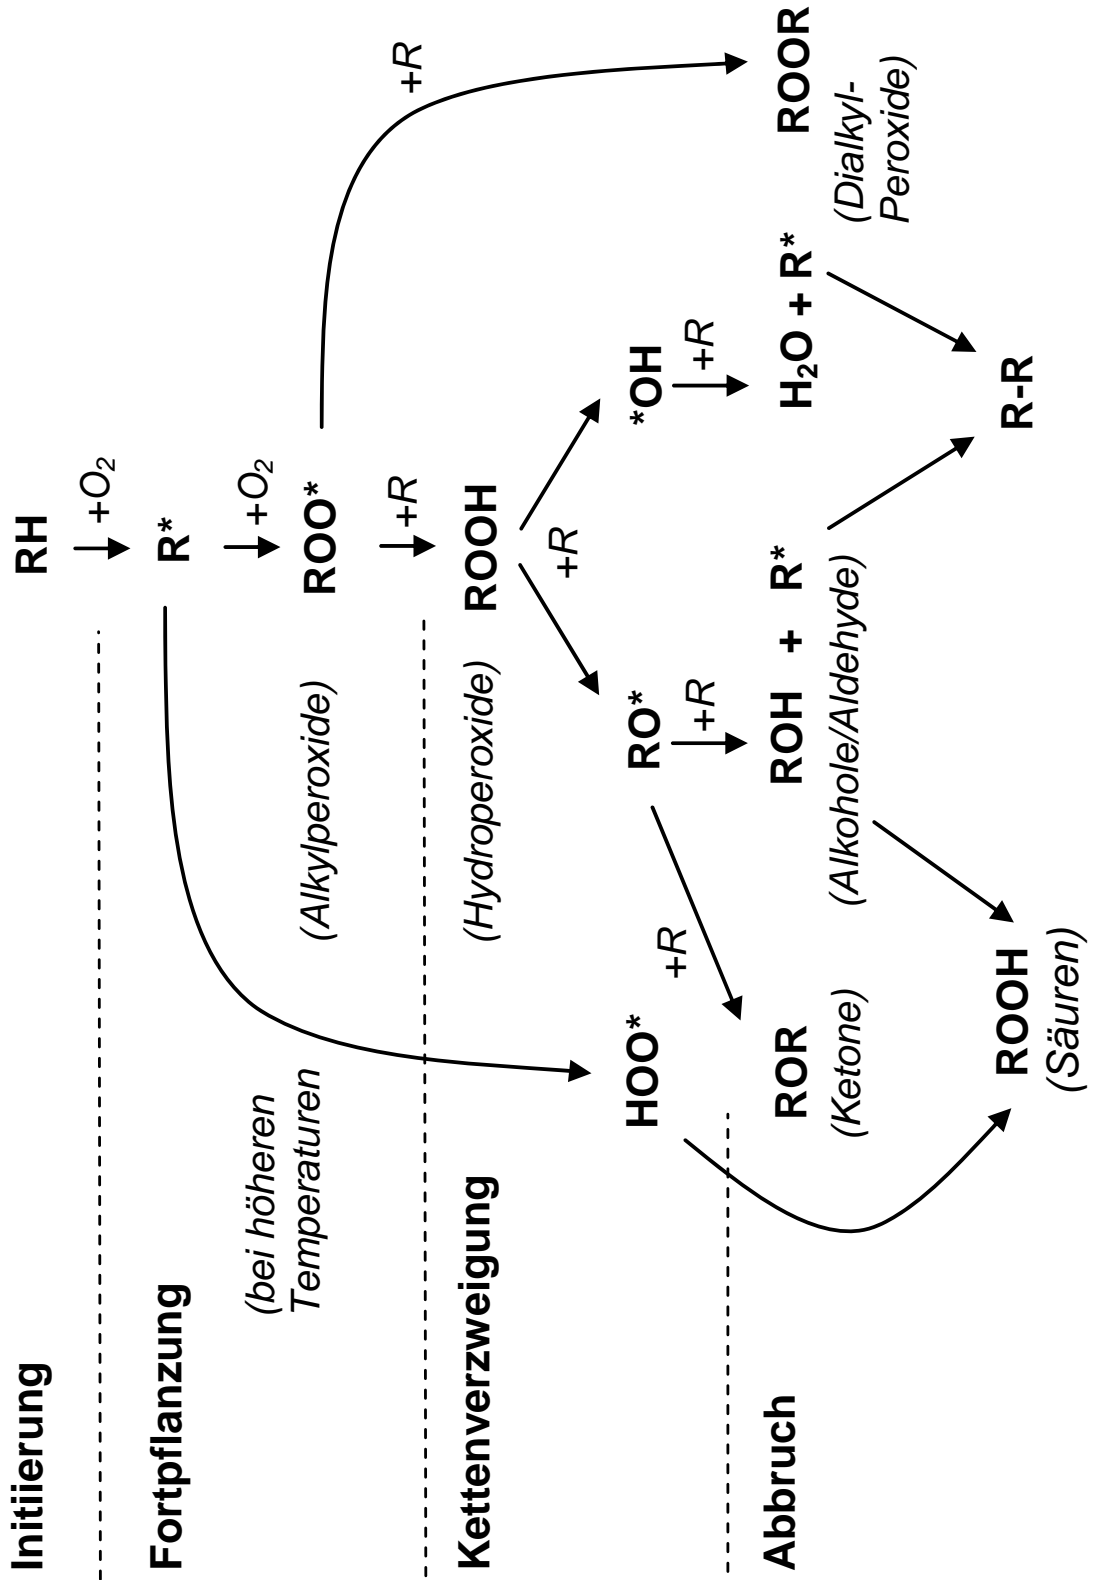 Initiierung
RH
+O₂
Fortpflanzung
R*
+O₂
(bei höheren
Temperaturen
(Alkylperoxide)
ROO*
+R
+R
Kettenverzweigung
(Hydroperoxide)
ROOH
+R
HOO*
RO*
*OH
+R
+R
+R
Abbruch
ROR
(Ketone)
ROH + R*
(Alkohole/Aldehyde)
H₂O + R*
ROOR
(Dialkyl-
Peroxide)
ROOH
(Säuren)
R-R